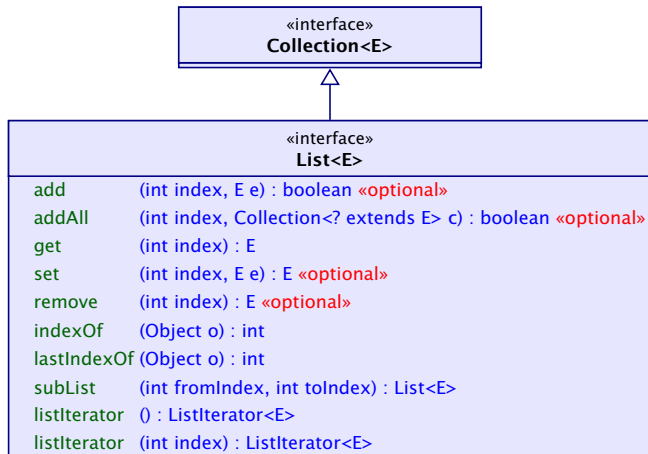 «interface»
Collection<E>
«interface»
List<E>
add (int index, E e) : boolean «optional»
addAll (int index, Collection<? extends E> c) : boolean «optional»
get (int index) : E
set (int index, E e) : E «optional»
remove (int index) : E «optional»
indexOf (Object o) : int
lastIndexOf (Object o) : int
subList (int fromIndex, int toIndex) : List<E>
listIterator () : ListIterator<E>
listIterator (int index) : ListIterator<E>